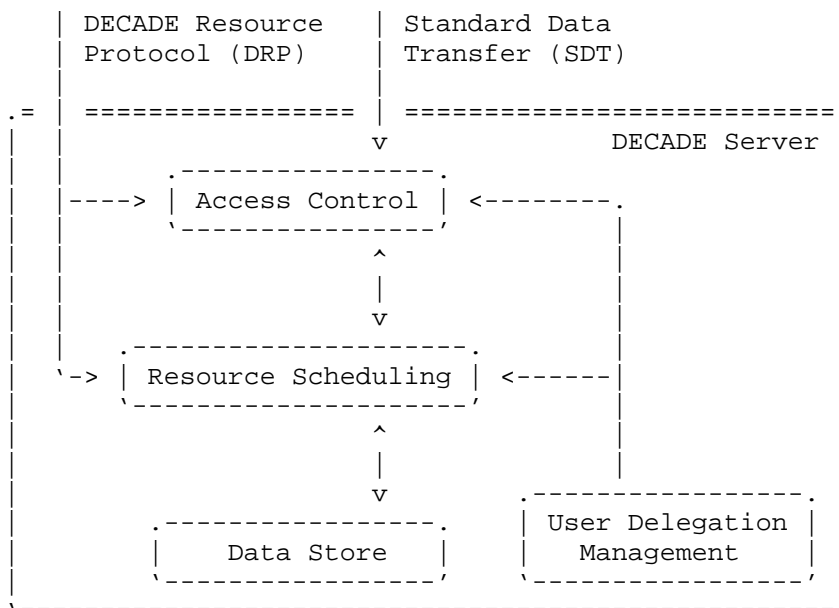 DECADE Resource Standard Data
Protocol (DRP) Transfer (SDT)
DECADE Server
Access Control
Resource Scheduling
User Delegation
Data Store Management